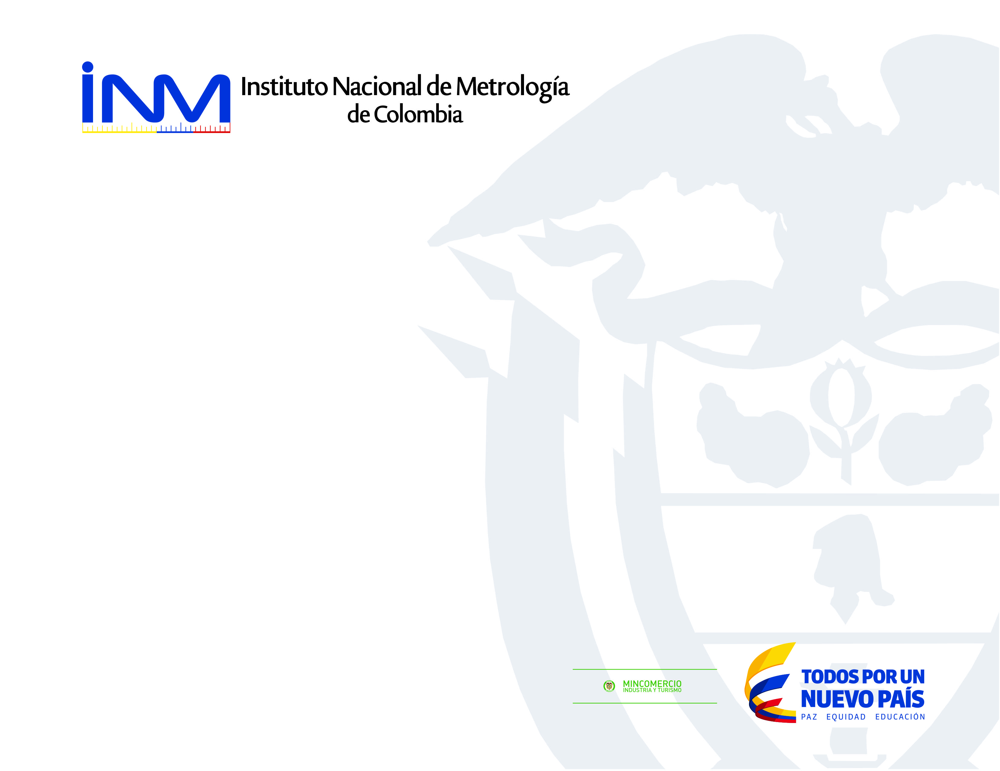 iNM
Instituto Nacional de Metrología
de Colombia
MINCOMERCIO
INDUSTRIA Y TURISMO
TODOS POR UN
NUEVO PAÍS
PAZ EQUIDAD EDUCACIÓN